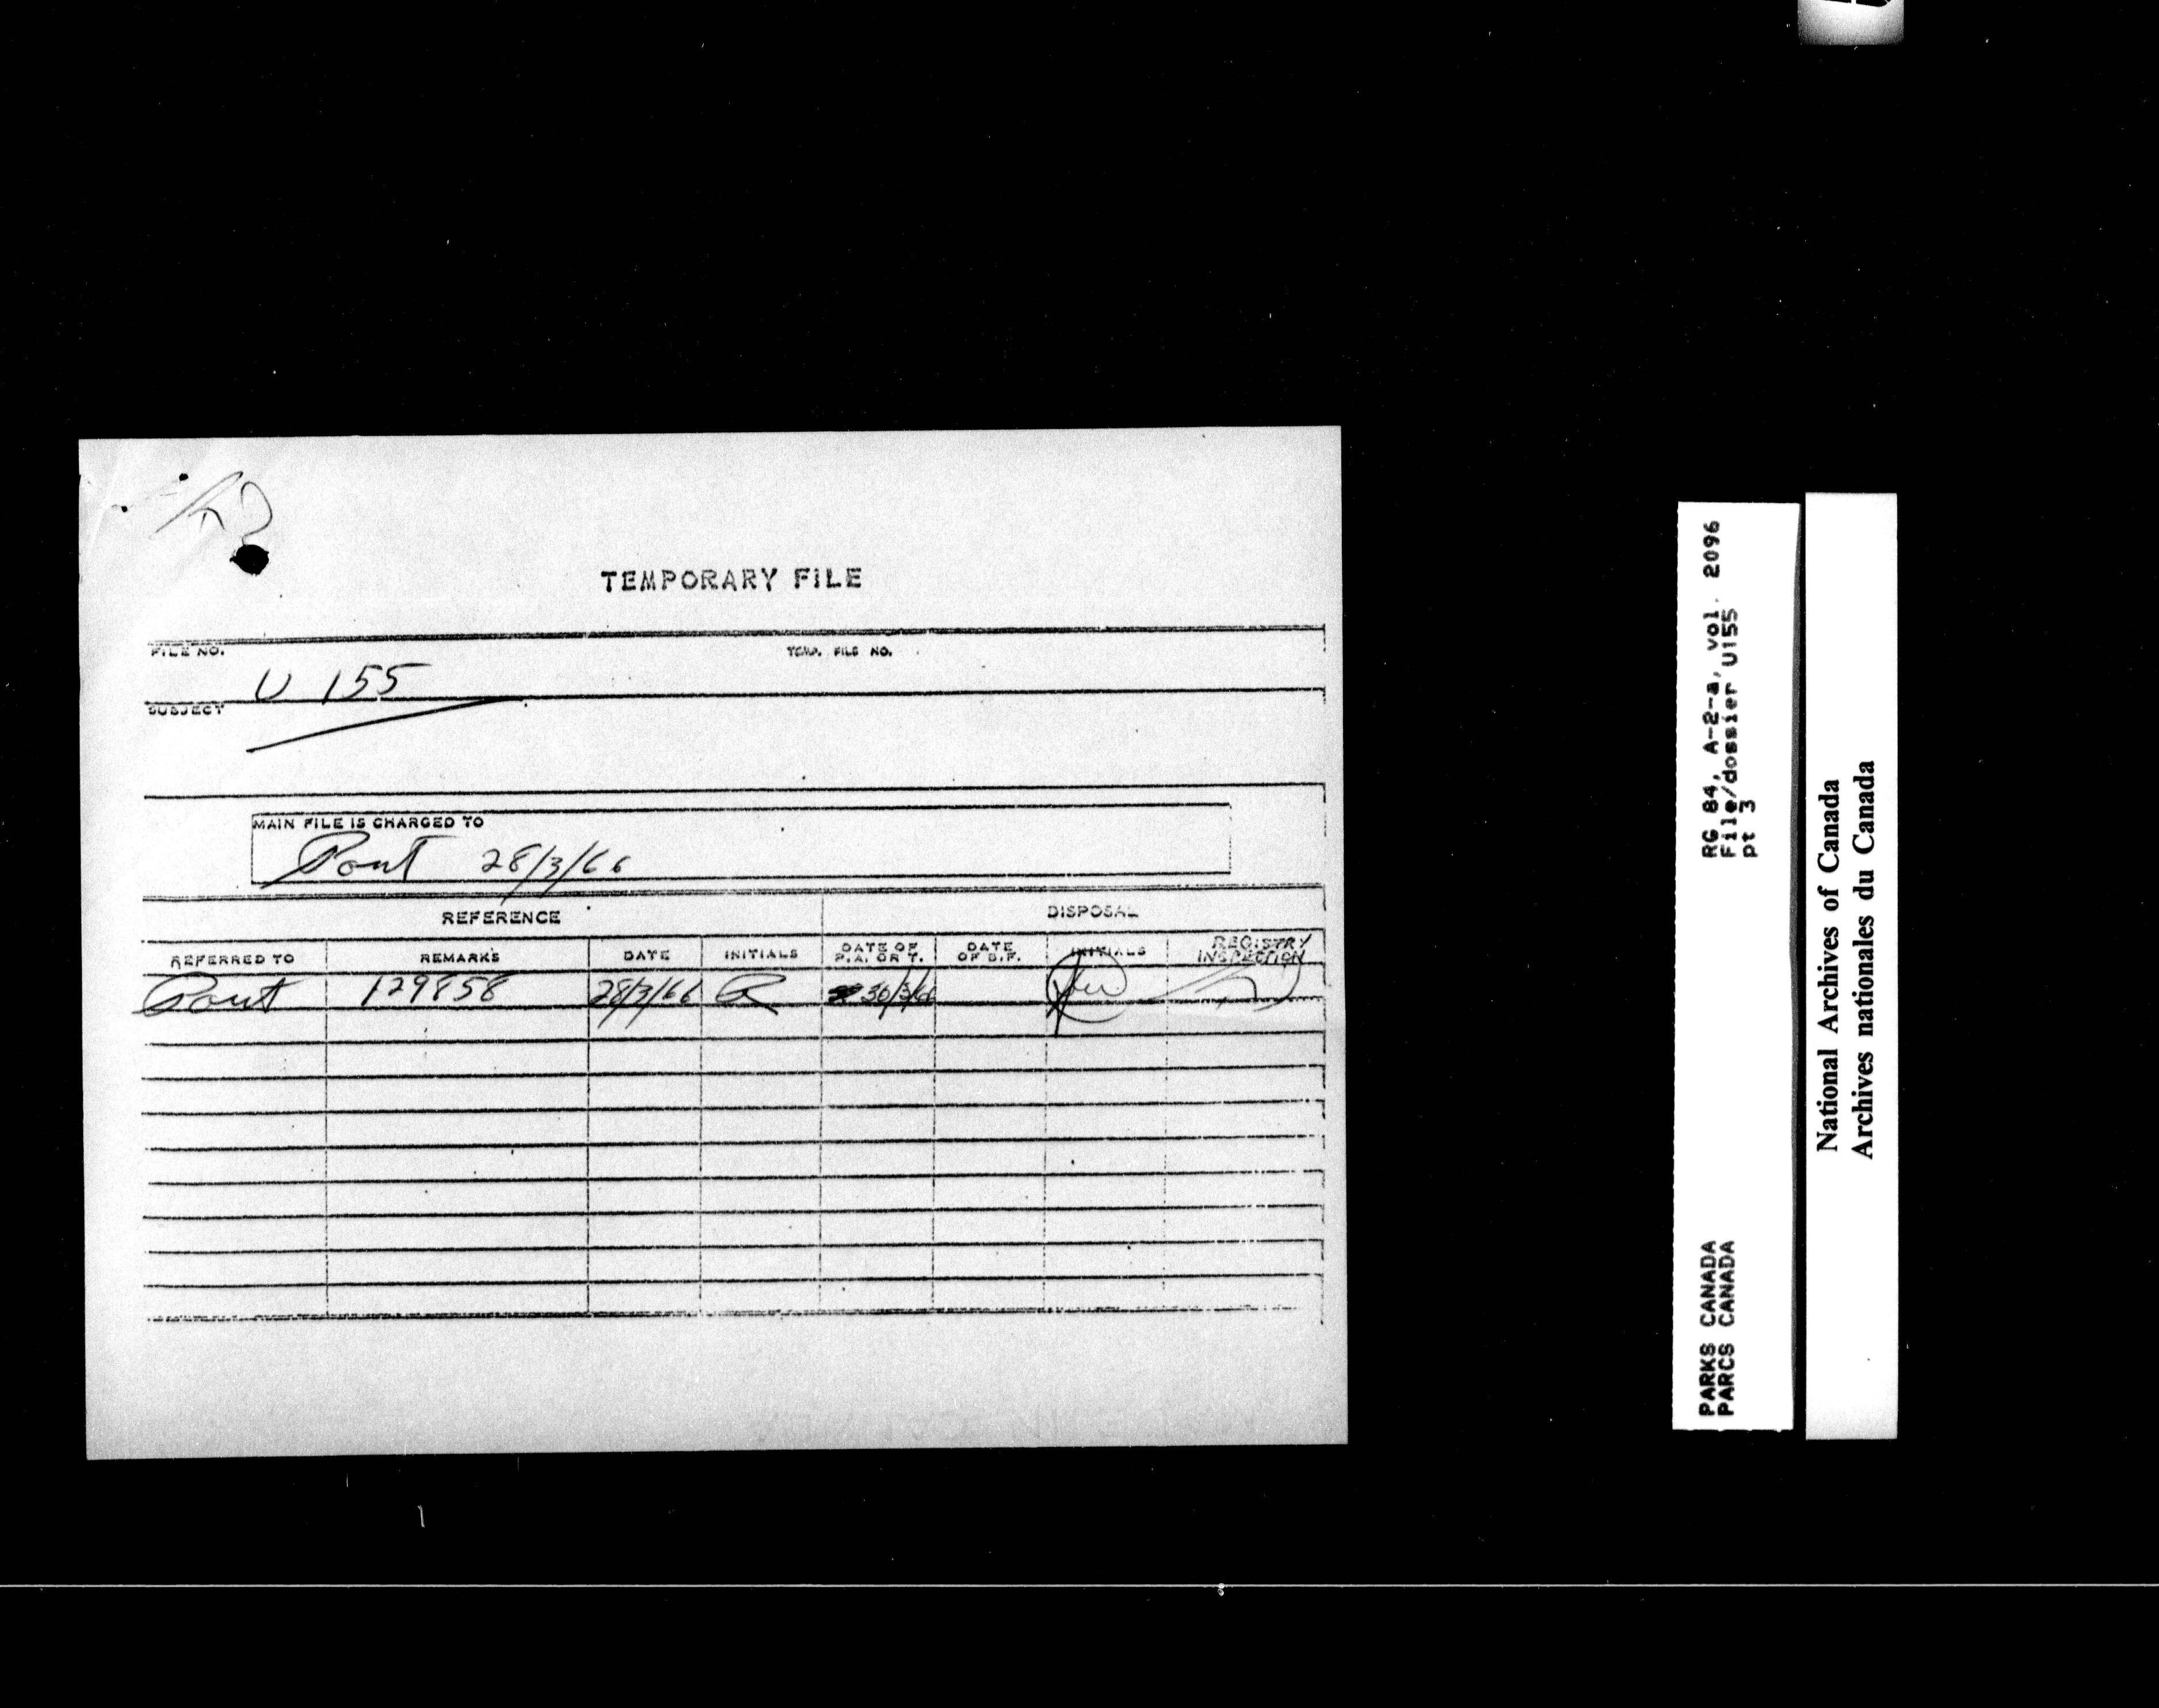 TEMPORARY FILE
FILE NO.
TEMP. FILE NO.
U 155
SUBJECT
MAIN FILE IS CHARGED TO
Pont 28/3/66
REFERENCE
DISPOSAL
REFERRED TO
REMARKS
DATE
INITIALS
DATE OF
P.A. OR T.
DATE
OF B.F.
INITIALS
REGISTRY
INSPECTION
Pont 129858 28/3/66 30/3/66
RG 84, A-2-a, vol. 2096
File/dossier U155
pt 3
PARKS CANADA
PARCS CANADA
National Archives of Canada
Archives nationales du Canada